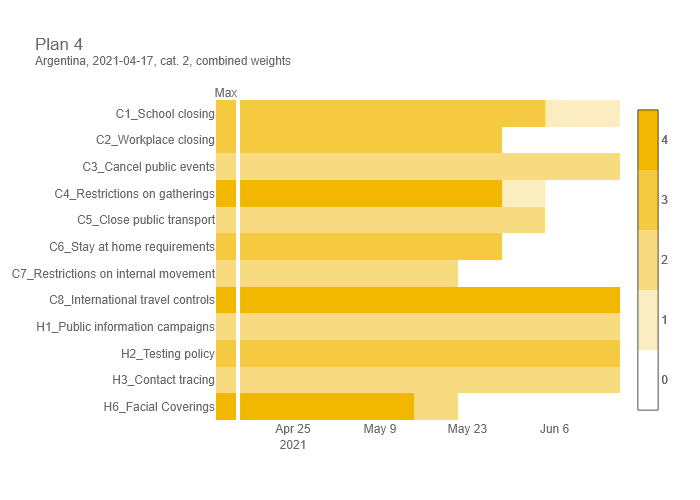 Plan 4
Argentina, 2021-04-17, cat. 2, combined weights
Max
C1_School closing
C2_Workplace closing
C3_Cancel public events
C4_Restrictions on gatherings
C5_Close public transport
C6_Stay at home requirements
C7_Restrictions on internal movement
C8_International travel controls
H1_Public information campaigns
H2_Testing policy
H3_Contact tracing
H6_Facial Coverings
Apr 25 May 9 May 23 Jun 6
2021
4
3
2
1
0